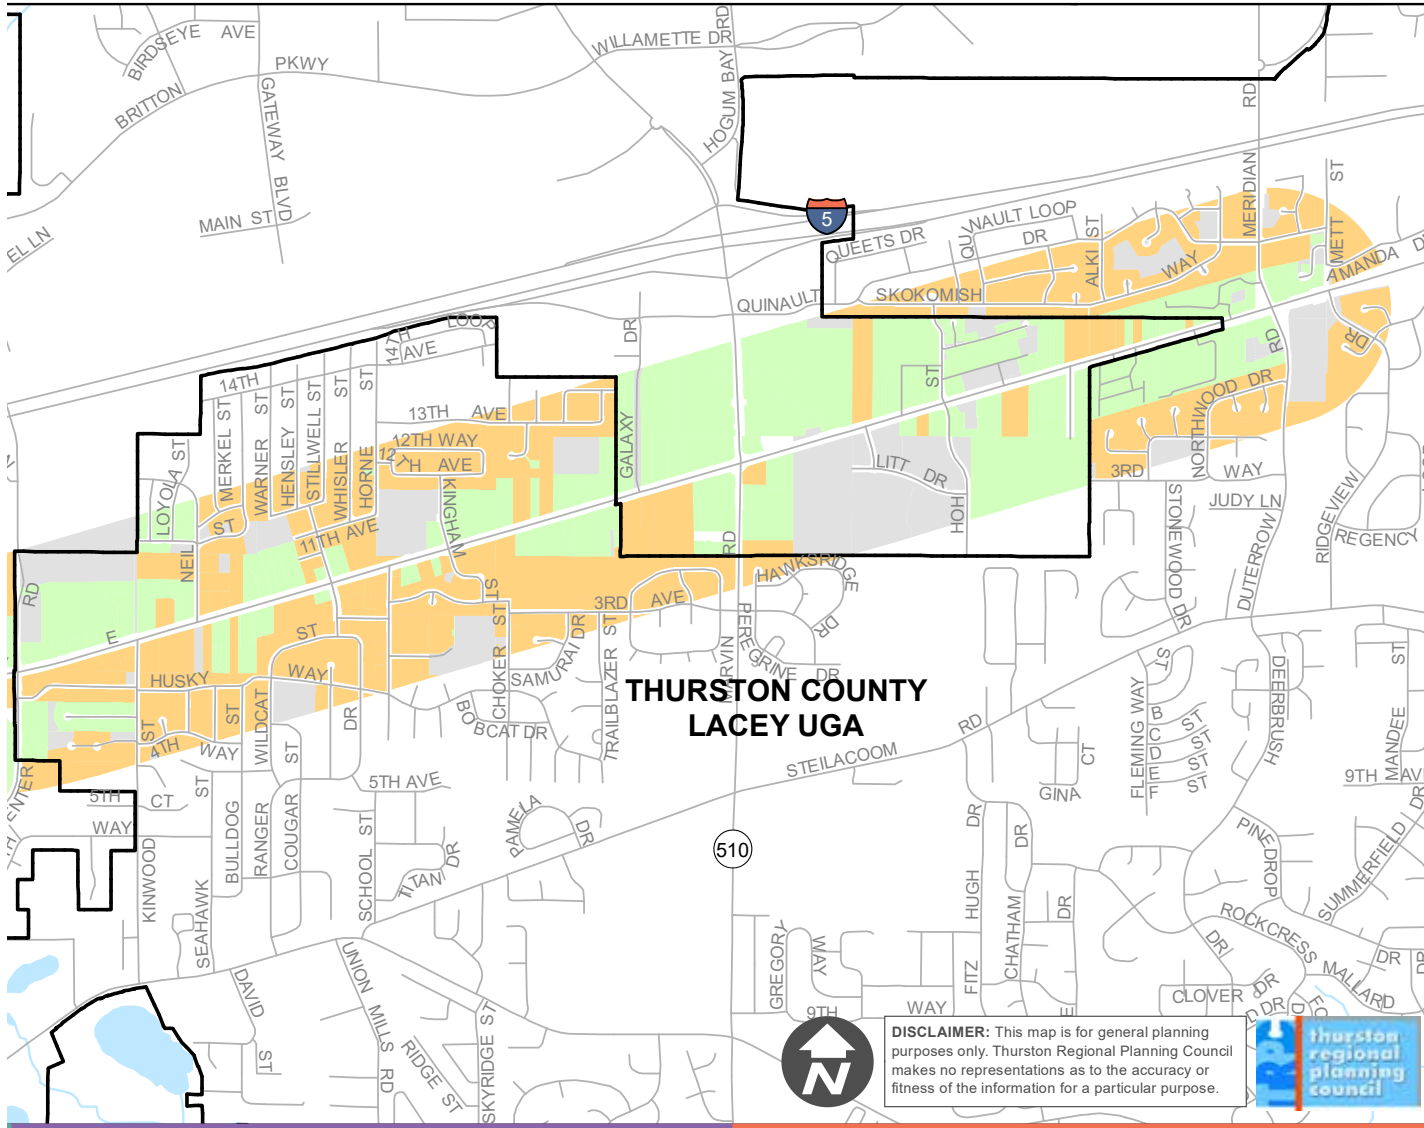 BIRDSEYE AVE
WILLAMETTE DR
RD
PKWY
BRITTON
GATEWAY BLVD
HOGUM BAY
RD
MAIN ST
MERIDIAN
ST
5
QUINAULT LOOP
DR
QUEETS DR
ALKI ST
WAY
METT
AMANDA D
EL LN
QUINAULT
SKOKOMISH
14TH AVE
LOOP
DR
RD
DR
14TH
ST
13TH AVE
12TH WAY
12TH AVE
LOYOLA ST
MERKEL ST
WARNER ST
HENSLEY ST
STILLWELL ST
WHISLER ST
HORNE ST
GALAXY
LITT DR
HOH
NORTHWOOD DR
3RD WAY
JUDY LN
ST
11TH AVE
KINGHAM
ST
NEIL
RD
STONEWOOD DR
DUTERROW
RIDGEVIEW
REGENCY
HAWKSRIDGE
DR
RD
E
ST
3RD AVE
CHOKER ST
SAMURAI DR
TRAILBLAZER ST
MARVIN
PEREGRINE DR
HUSKY WAY
THURSTON COUNTY
LACEY UGA
ST
4TH WAY
ST
WILDCAT
ST
DR
BOBCAT DR
STEILACOOM RD
ST
FLEMING WAY
B ST
C ST
D ST
E ST
F
DEERBRUSH
MANDEE ST
9TH AV
ENTER
5TH CT
WAY
ST
5TH AVE
GINA CT
PAMELA DR
510
KINWOOD
SEAHAWK
BULLDOG
RANGER
COUGAR
SCHOOL ST
TITAN DR
FITZ HUGH DR
CHATHAM DR
DR
PINE DROP
SUMMERFIELD DR
ROCKCRESS
DR
MALLARD
DR
UNION MILLS RD
DAVID ST
RIDGE ST
SKYRIDGE ST
GREGORY WAY
9TH WAY
CLOVER DR
D DR
DISCLAIMER: This map is for general planning
purposes only. Thurston Regional Planning Council
makes no representations as to the accuracy or
fitness of the information for a particular purpose.
N
TRPC
thurston
regional
planning
council